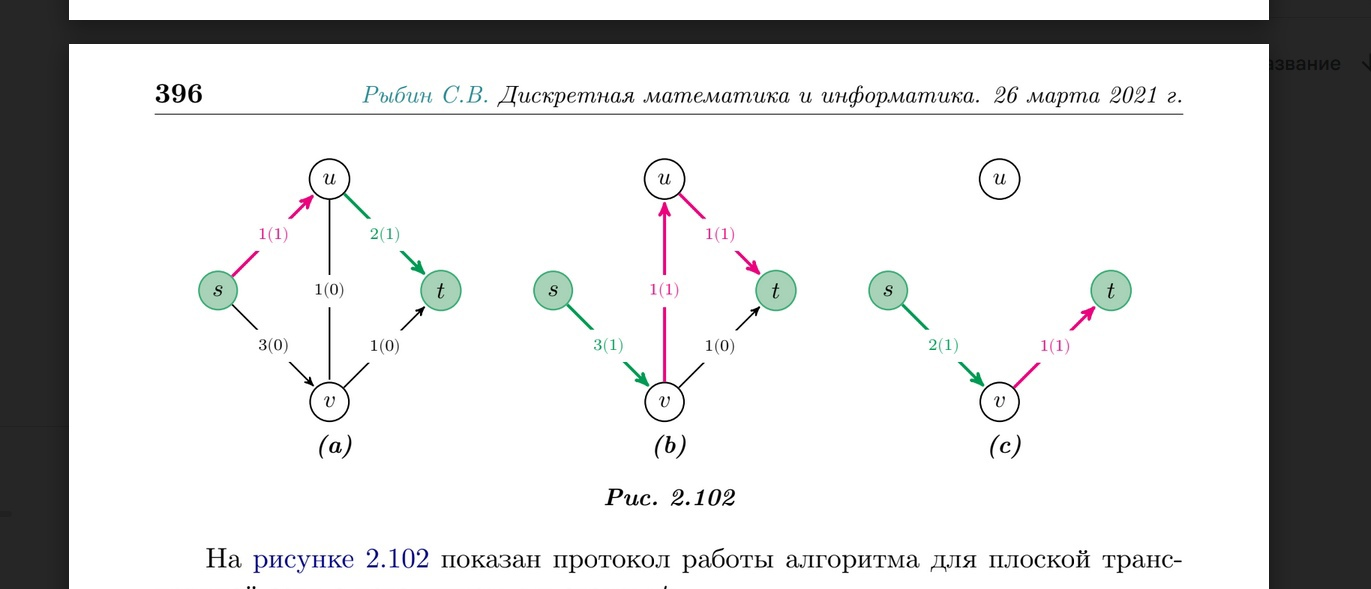 азвание
396 Рыбин С.В. Дискретная математика и информатика. 26 марта 2021 г.
u u u
1(1) 2(1) 1(1)
s 1(0) t s 1(1) t s t
3(0) 1(0) 3(1) 1(0) 2(1) 1(1)
v v v
(a) (b) (c)
Рис. 2.102
На рисунке 2.102 показан протокол работы алгоритма для плоской транс-